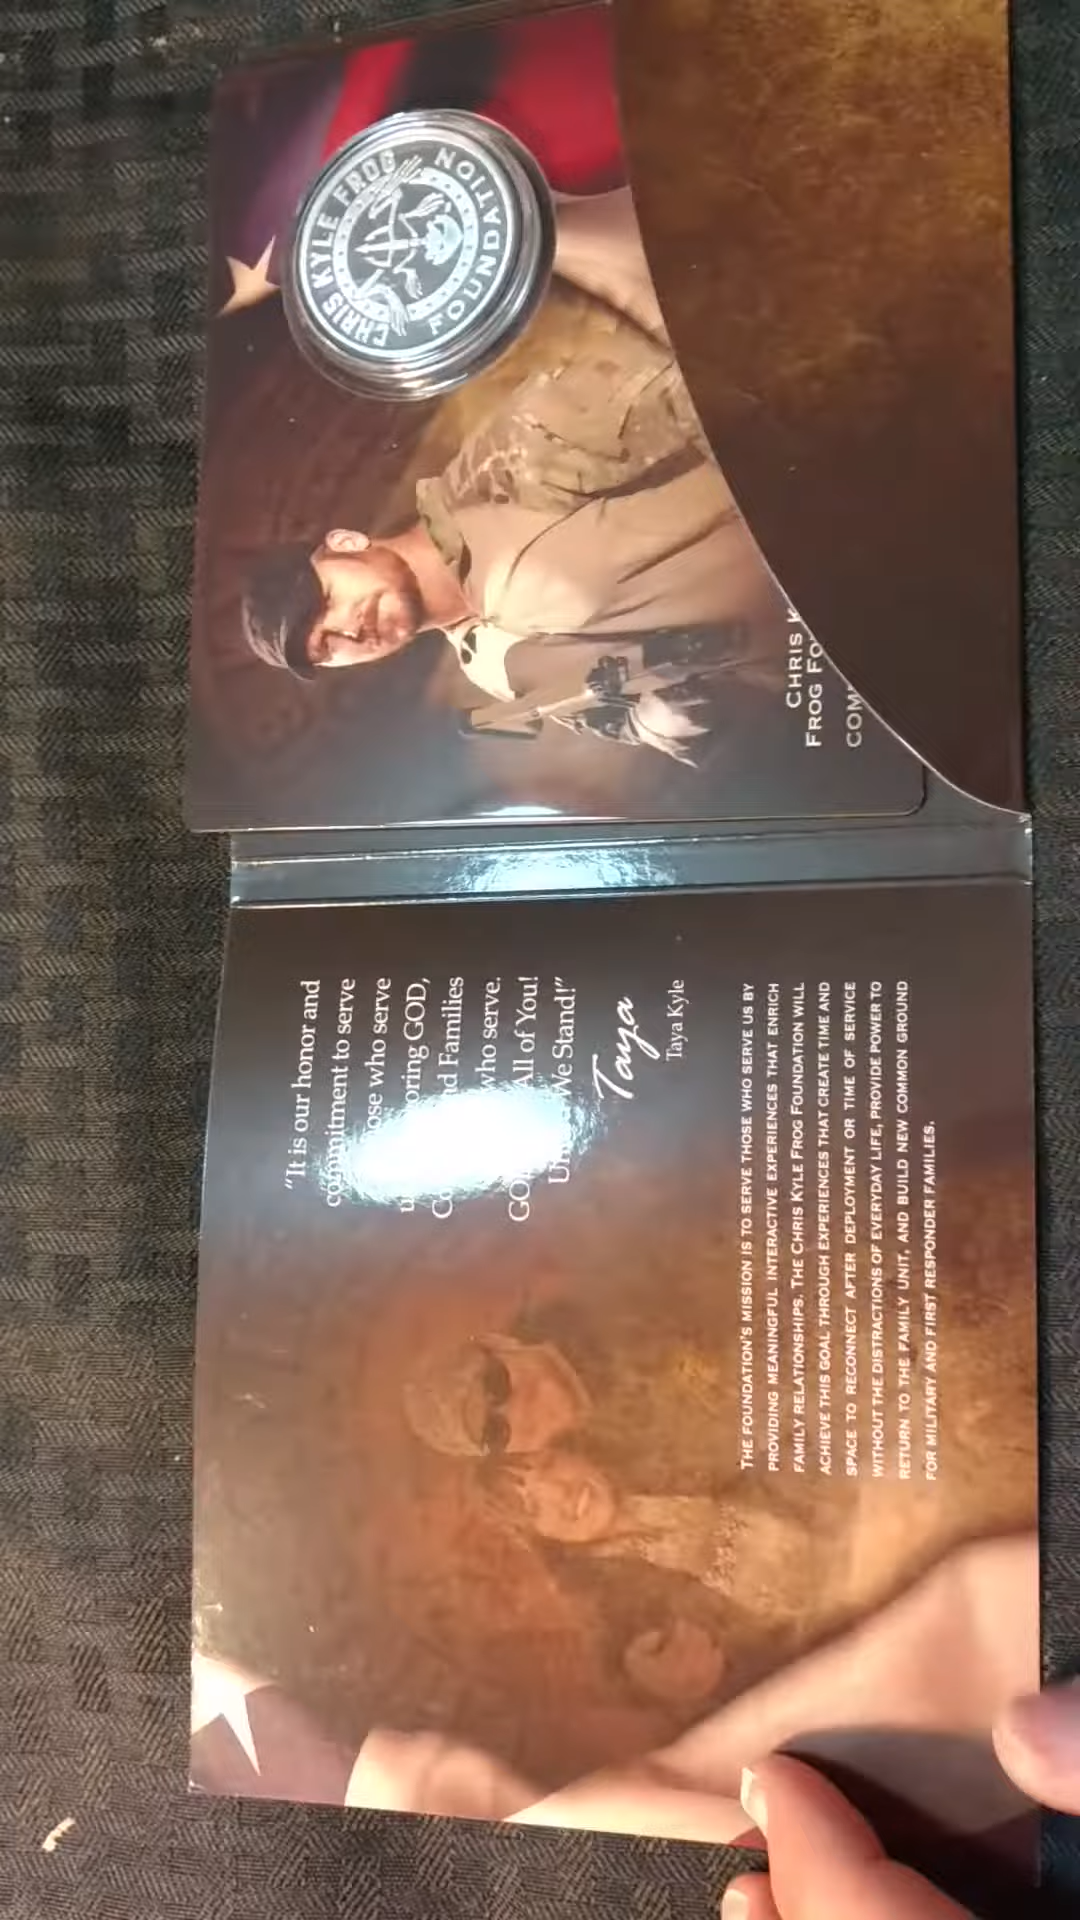 CHRIS KYLE FROG
FOUNDATION
CHRIS
FROG
"It is our honor and
commitment to serve
those who serve
GOD,
Families
who serve.
All of You!
We Stand!"
Taya
Taya Kyle
THE FOUNDATION'S MISSION IS TO SERVE THOSE WHO SERVE US BY
PROVIDING MEANINGFUL INTERACTIVE EXPERIENCES THAT ENRICH
FAMILY RELATIONSHIPS. THE CHRIS KYLE FROG FOUNDATION WILL
ACHIEVE THIS GOAL THROUGH EXPERIENCES THAT CREATE TIME AND
SPACE TO RECONNECT AFTER DEPLOYMENT OR TIME OF SERVICE
WITHOUT THE DISTRACTIONS OF EVERYDAY LIFE, PROVIDE POWER TO
RETURN TO THE FAMILY UNIT, AND BUILD NEW COMMON GROUND
FOR MILITARY AND FIRST RESPONDER FAMILIES.